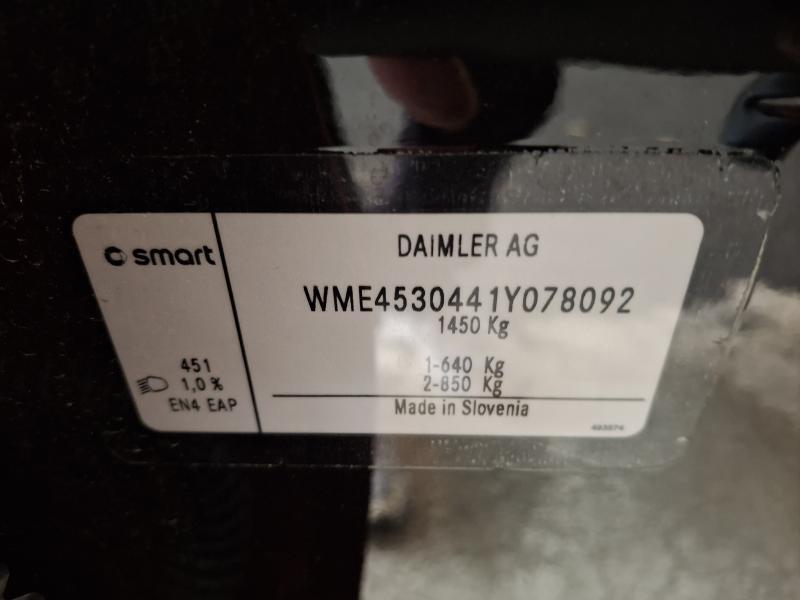 smart
DAIMLER AG
WME4530441Y078092
1450 Kg
451
1,0 %
EN4 EAP
1-640 Kg
2-850 Kg
Made in Slovenia